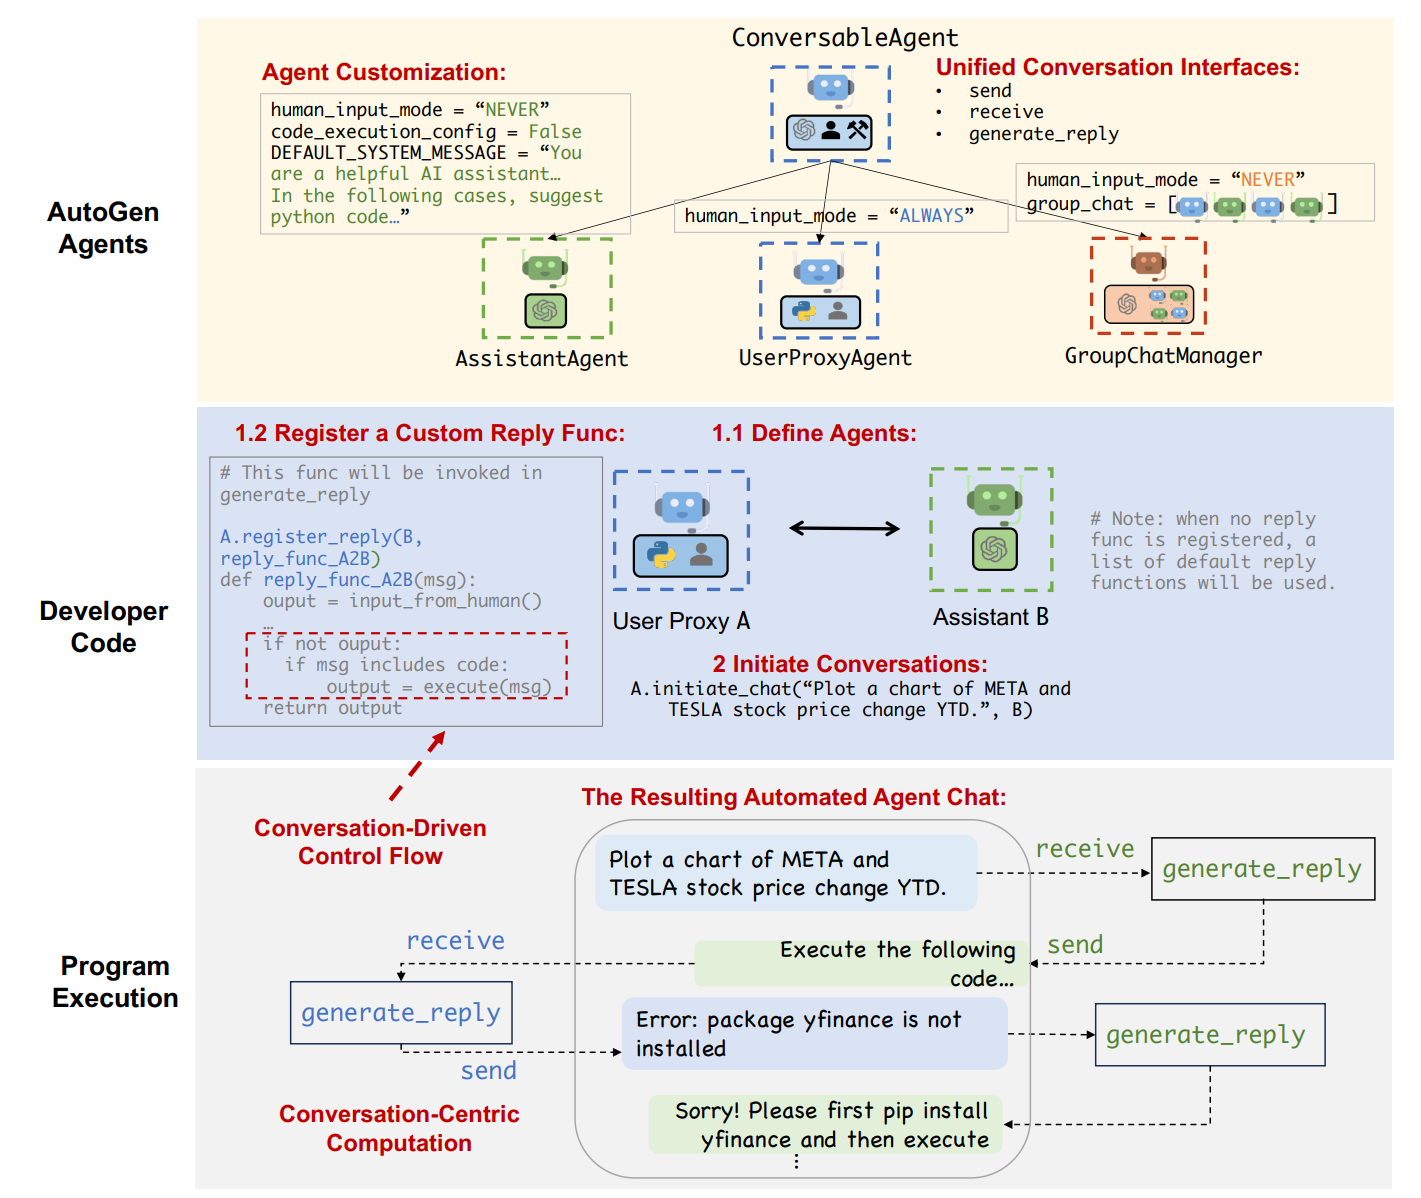 ConversableAgent
Agent Customization:
human_input_mode = “NEVER”
code_execution_config = False
DEFAULT_SYSTEM_MESSAGE = “You
are a helpful AI assistant…
In the following cases, suggest
python code…”
Unified Conversation Interfaces:
• send
• receive
• generate_reply
human_input_mode = “NEVER”
group_chat = [ ]
human_input_mode = “ALWAYS”
AutoGen
Agents
AssistantAgent
UserProxyAgent
GroupChatManager
1.2 Register a Custom Reply Func:
# This func will be invoked in
generate_reply
A.register_reply(B,
reply_func_A2B)
def reply_func_A2B(msg):
ouput = input_from_human()
…
if not ouput:
if msg includes code:
output = execute(msg)
return output
1.1 Define Agents:
User Proxy A
Assistant B
# Note: when no reply
func is registered, a
list of default reply
functions will be used.
Developer
Code
2 Initiate Conversations:
A.initiate_chat(“Plot a chart of META and
TESLA stock price change YTD.”, B)
The Resulting Automated Agent Chat:
Conversation-Driven
Control Flow
Plot a chart of META and
TESLA stock price change YTD.
receive
generate_reply
send
Execute the following
code…
receive
generate_reply
send
Program
Execution
Error: package yfinance is not
installed
generate_reply
Conversation-Centric
Computation
Sorry! Please first pip install
yfinance and then execute
⋮